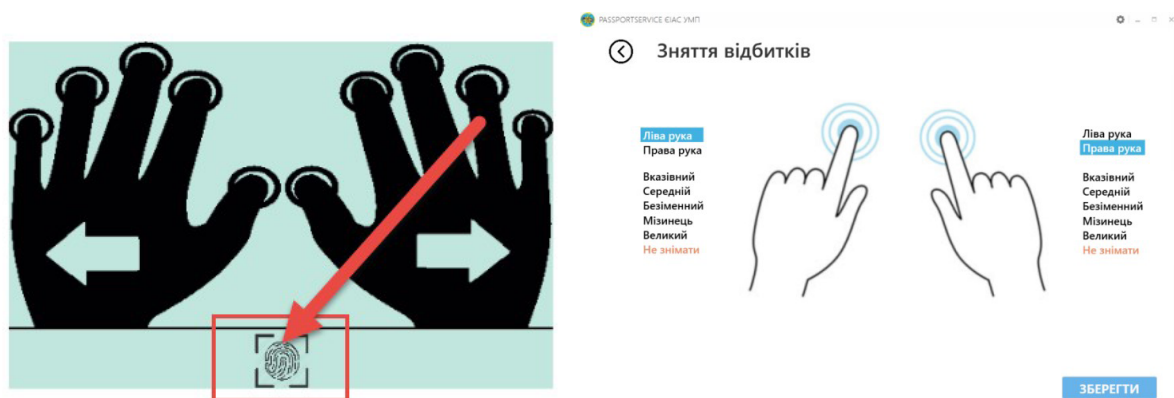 PASSPORTSERVICE ЄІАС УМП
Зняття відбитків
Ліва рука
Права рука
Вказівний
Середній
Безіменний
Мізинець
Великий
Не знімати
Ліва рука
Права рука
Вказівний
Середній
Безіменний
Мізинець
Великий
Не знімати
ЗБЕРЕГТИ